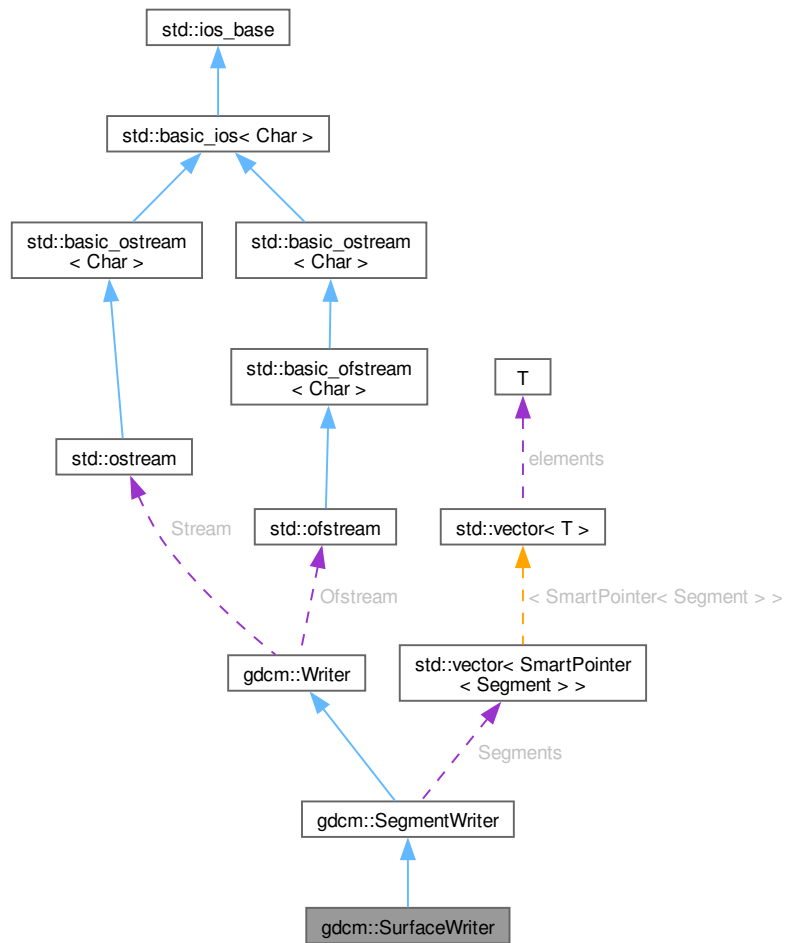 std::ios_base
std::basic_ios< Char >
std::basic_ostream
< Char >
std::basic_ostream
< Char >
std::basic_ofstream
< Char >
T
std::ostream
elements
std::ofstream
std::vector< T >
Stream
Ofstream
< SmartPointer< Segment > >
gdcm::Writer
std::vector< SmartPointer
< Segment > >
Segments
gdcm::SegmentWriter
gdcm::SurfaceWriter